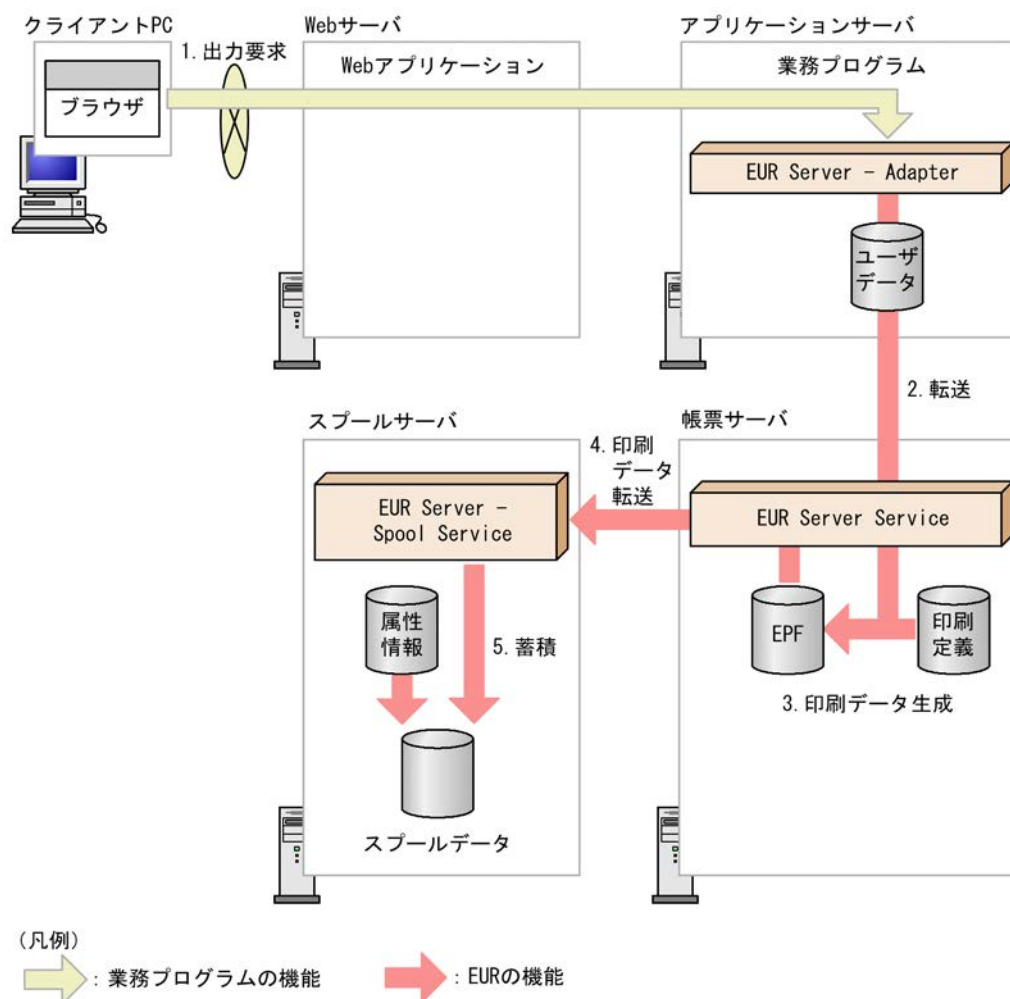 クライアントPC
Webサーバ
アプリケーションサーバ
1. 出力要求
Webアプリケーション
業務プログラム
ブラウザ
EUR Server - Adapter
ユーザ
データ
2. 転送
スプールサーバ
帳票サーバ
4. 印刷
データ
転送
EUR Server -
Spool Service
EUR Server Service
属性
情報
5. 蓄積
EPF
印刷
定義
3. 印刷データ生成
スプールデータ
(凡例)
: 業務プログラムの機能
: EURの機能